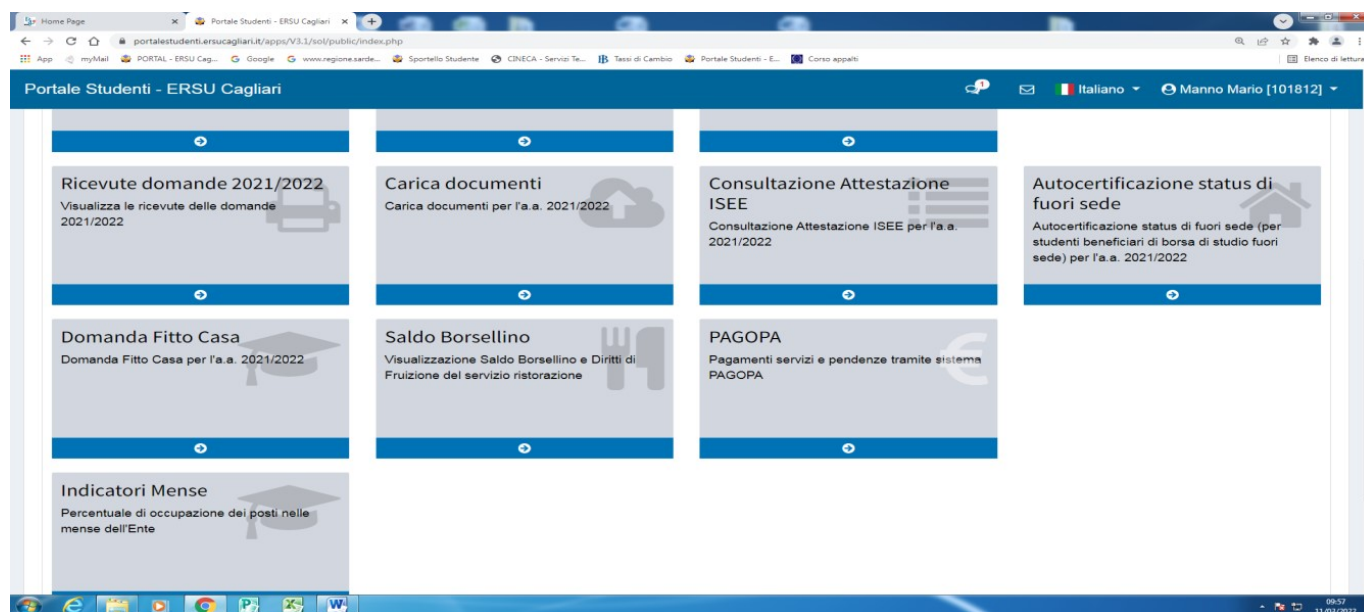 Home Page
Portale Studenti - ERSU Cagliari
portalestudenti.ersucagliari.it/apps/V3.1/sol/public/index.php
App
myMail
PORTAL - ERSU Cag...
Google
www.regione.sarde...
Sportello Studente
CINECA - Servizi Te...
Tassi di Cambio
Portale Studenti - E...
Corso appalti
Elenco di lettura
Portale Studenti - ERSU Cagliari
1
Italiano
Manno Mario [101812]
Ricevute domande 2021/2022
Visualizza le ricevute delle domande
2021/2022
Carica documenti
Carica documenti per l'a.a. 2021/2022
Consultazione Attestazione
ISEE
Consultazione Attestazione ISEE per l'a.a.
2021/2022
Autocertificazione status di
fuori sede
Autocertificazione status di fuori sede (per
studenti beneficiari di borsa di studio fuori
sede) per l'a.a. 2021/2022
Domanda Fitto Casa
Domanda Fitto Casa per l'a.a. 2021/2022
Saldo Borsellino
Visualizzazione Saldo Borsellino e Diritti di
Fruizione del servizio ristorazione
PAGOPA
Pagamenti servizi e pendenze tramite sistema
PAGOPA
Indicatori Mense
Percentuale di occupazione dei posti nelle
mense dell'Ente
09:57
11/03/2022